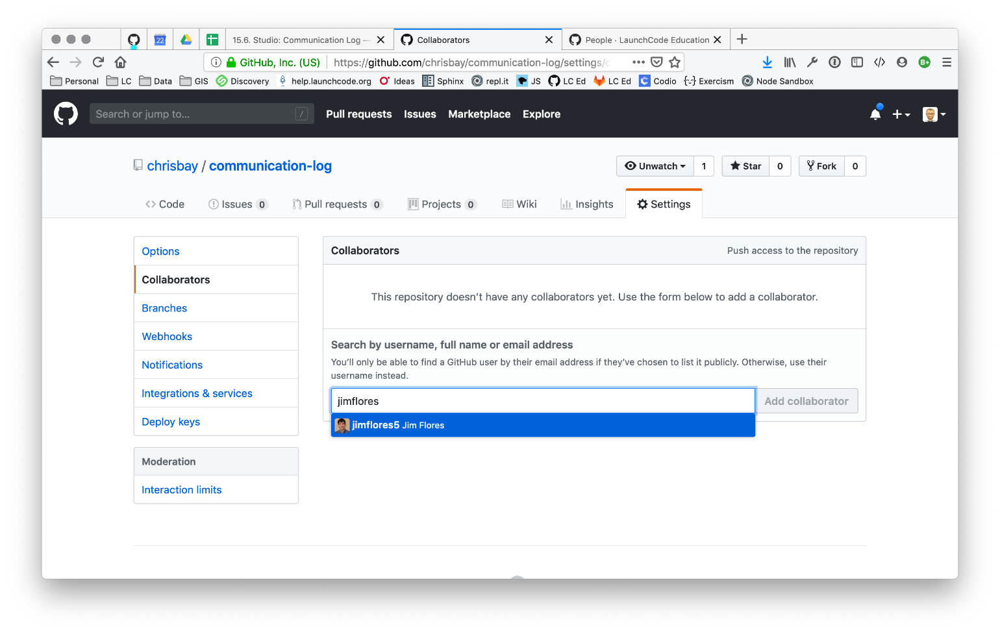 22
15.6. Studio: Communication Log —
Collaborators
People · LaunchCode Education
GitHub, Inc. (US)
https://github.com/chrisbay/communication-log/settings/c
Personal
LC
Data
GIS
Discovery
help.launchcode.org
Ideas
Sphinx
repl.it
JS
LC Ed
LC Ed
Codio
Exercism
Node Sandbox
B+
Search or jump to...
/
Pull requests
Issues
Marketplace
Explore
chrisbay / communication-log
Unwatch 1
Star 0
Fork 0
Code
Issues 0
Pull requests 0
Projects 0
Wiki
Insights
Settings
Options
Collaborators
Branches
Webhooks
Notifications
Integrations & services
Deploy keys
Moderation
Interaction limits
Collaborators
Push access to the repository
This repository doesn’t have any collaborators yet. Use the form below to add a collaborator.
Search by username, full name or email address
You’ll only be able to find a GitHub user by their email address if they’ve chosen to list it publicly. Otherwise, use their
username instead.
jimflores
Add collaborator
jimflores5 Jim Flores